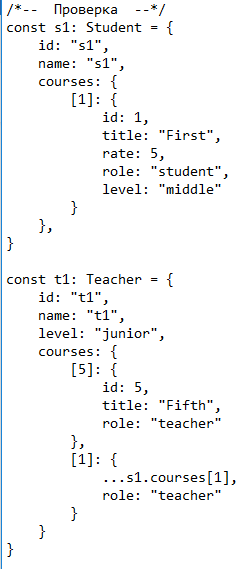 /*--  Проверка  --*/
const s1: Student = {
    id: "s1",
    name: "s1",
    courses: {
        [1]: {
            id: 1,
            title: "First",
            rate: 5,
            role: "student",
            level: "middle"
        }
    },
}

const t1: Teacher = {
    id: "t1",
    name: "t1",
    level: "junior",
    courses: {
        [5]: {
            id: 5,
            title: "Fifth",
            role: "teacher"
        },
        [1]: {
            ...s1.courses[1],
            role: "teacher"
        }
    }
}